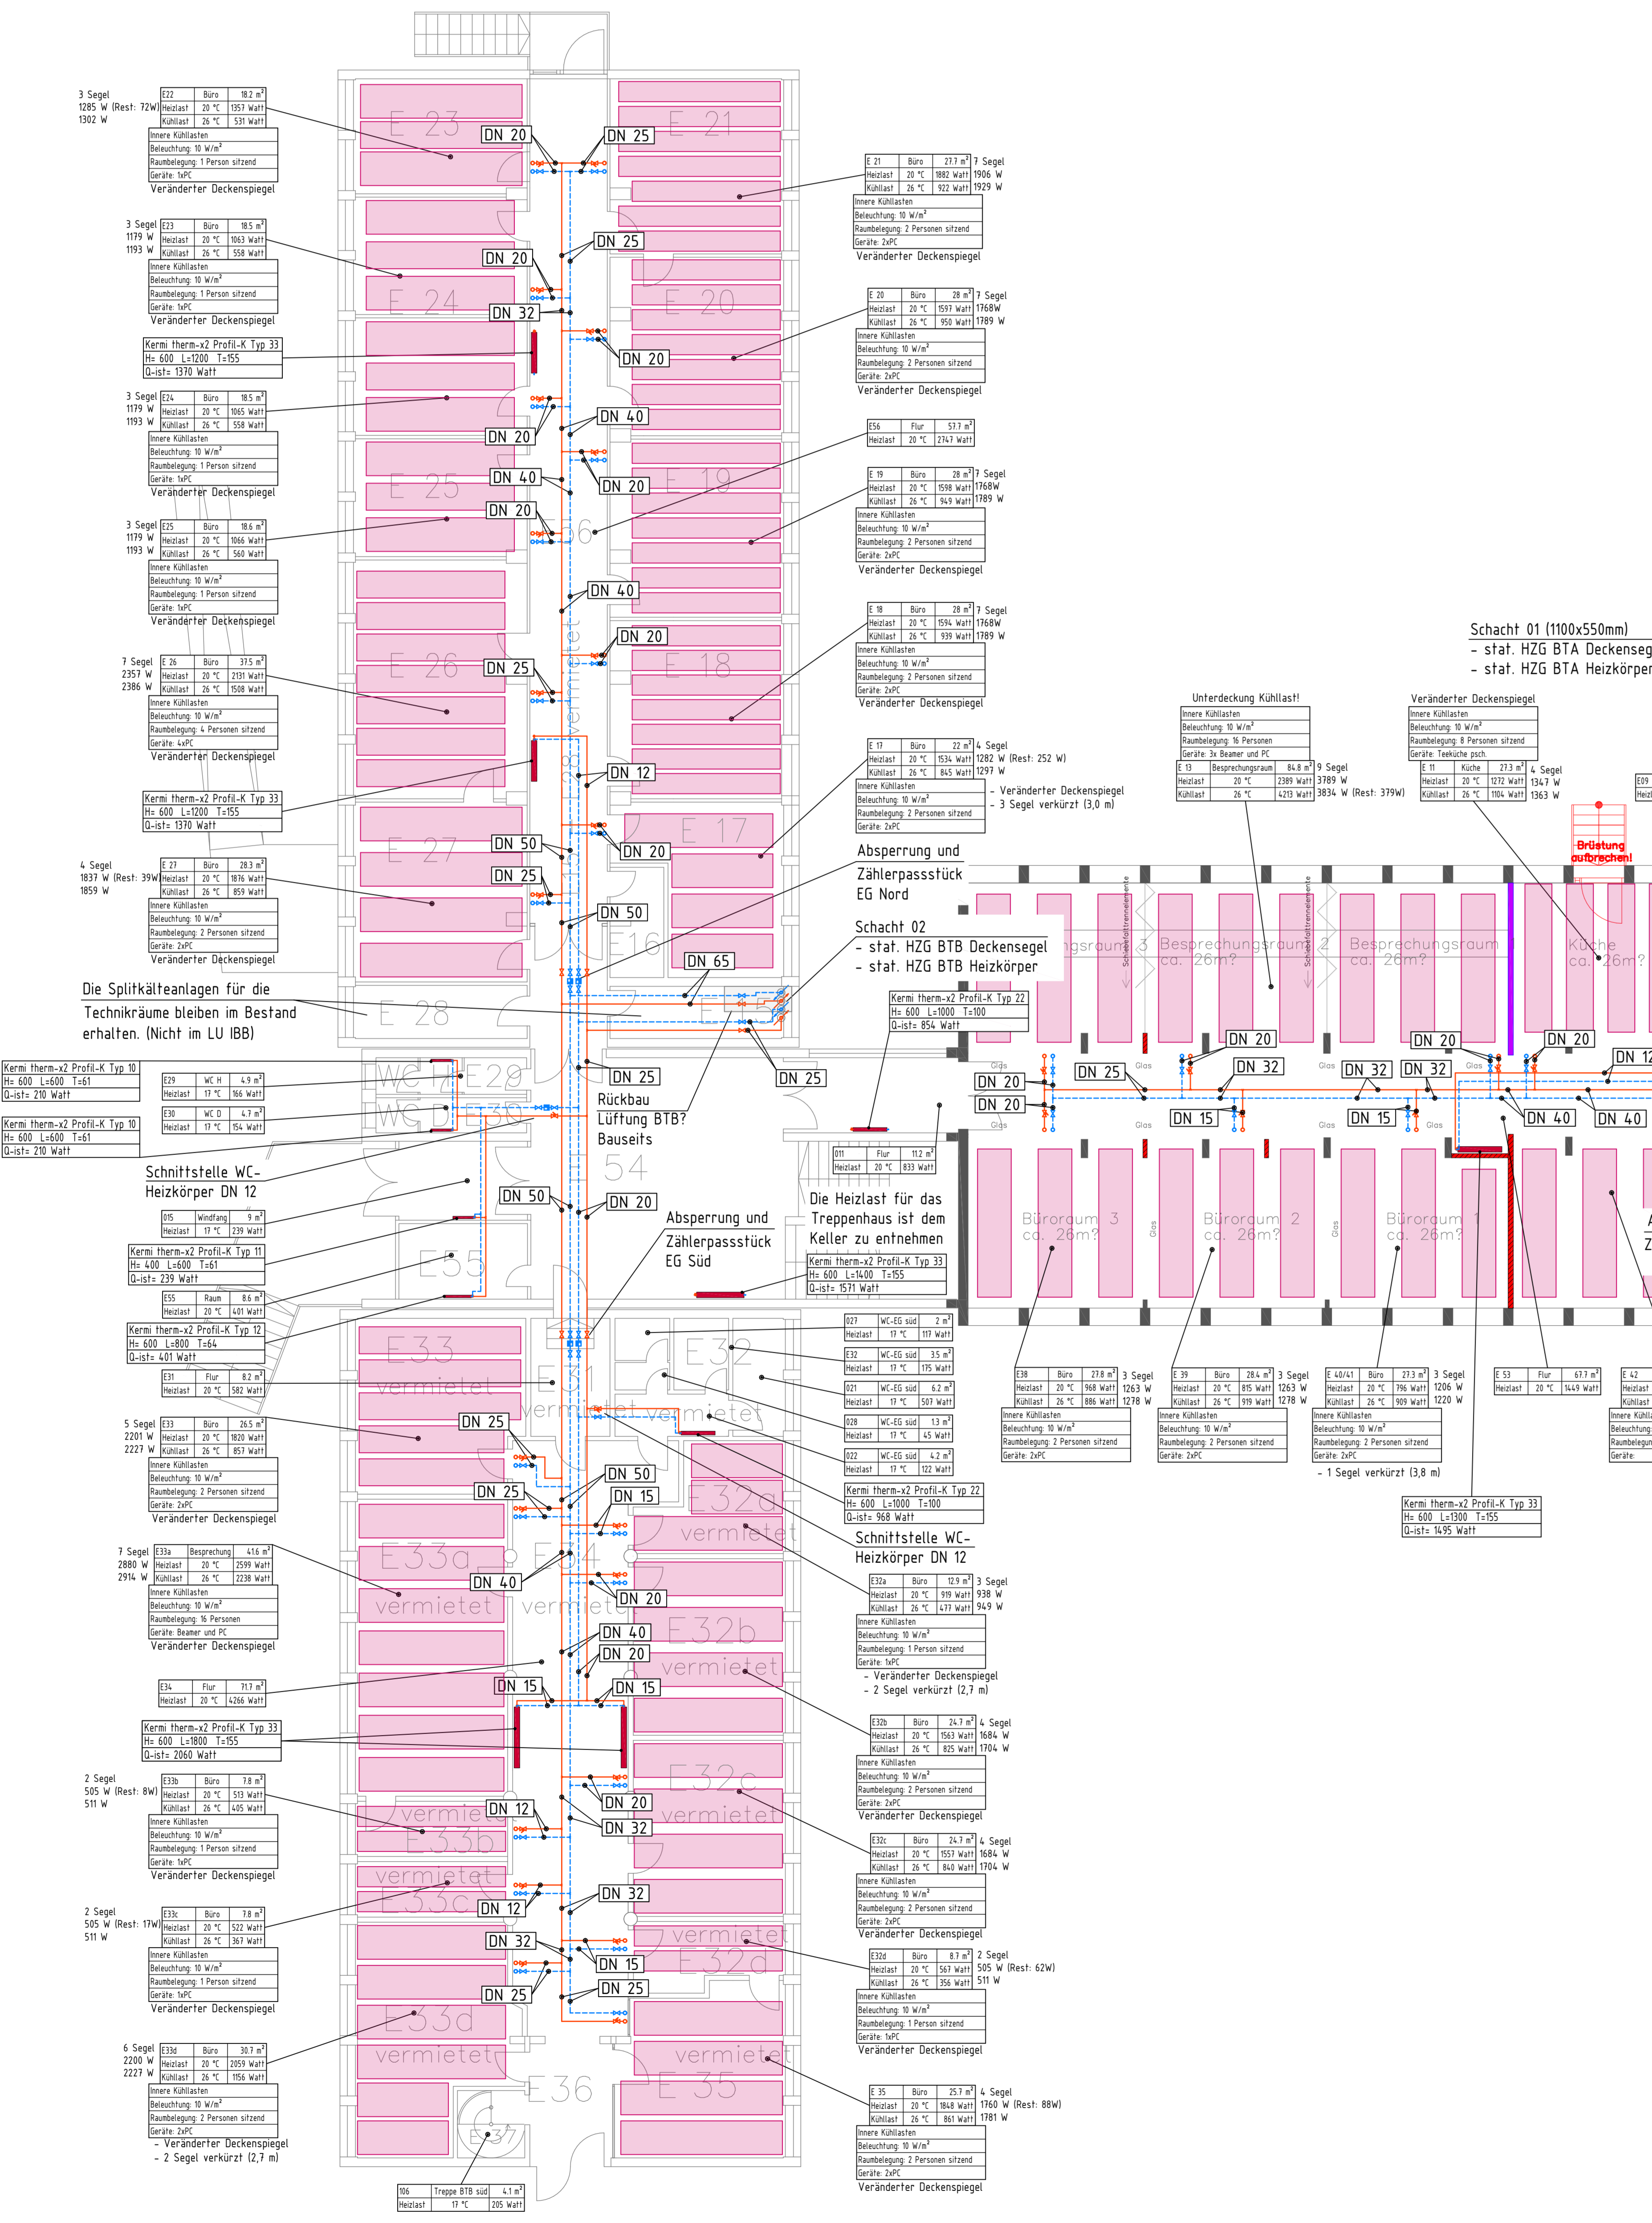 3 Segel
1285 W (Rest: 72W)
1302 W
E22 Büro 18.2 m²
Heizlast 20 °C 1357 Watt
Kühllast 26 °C 531 Watt
Innere Kühllasten
Beleuchtung: 10 W/m²
Raumbelegung: 1 Person sitzend
Geräte: 1xPC
Veränderter Deckenspiegel
3 Segel
1179 W
1193 W
E23 Büro 18.5 m²
Heizlast 20 °C 1063 Watt
Kühllast 26 °C 558 Watt
Innere Kühllasten
Beleuchtung: 10 W/m²
Raumbelegung: 1 Person sitzend
Geräte: 1xPC
Veränderter Deckenspiegel
Kermi therm-x2 Profil-K Typ 33
H= 600 L=1200 T=155
Q-ist= 1370 Watt
3 Segel
1179 W
1193 W
E24 Büro 18.5 m²
Heizlast 20 °C 1065 Watt
Kühllast 26 °C 558 Watt
Innere Kühllasten
Beleuchtung: 10 W/m²
Raumbelegung: 1 Person sitzend
Geräte: 1xPC
Veränderter Deckenspiegel
3 Segel
1179 W
1193 W
E25 Büro 18.6 m²
Heizlast 20 °C 1066 Watt
Kühllast 26 °C 560 Watt
Innere Kühllasten
Beleuchtung: 10 W/m²
Raumbelegung: 1 Person sitzend
Geräte: 1xPC
Veränderter Deckenspiegel
7 Segel
2357 W
2386 W
E 26 Büro 37.5 m²
Heizlast 20 °C 2131 Watt
Kühllast 26 °C 1508 Watt
Innere Kühllasten
Beleuchtung: 10 W/m²
Raumbelegung: 4 Personen sitzend
Geräte: 4xPC
Veränderter Deckenspiegel
Kermi therm-x2 Profil-K Typ 33
H= 600 L=1200 T=155
Q-ist= 1370 Watt
4 Segel
1837 W (Rest: 39W)
1859 W
E 27 Büro 28.3 m²
Heizlast 20 °C 1876 Watt
Kühllast 26 °C 859 Watt
Innere Kühllasten
Beleuchtung: 10 W/m²
Raumbelegung: 2 Personen sitzend
Geräte: 2xPC
Veränderter Deckenspiegel
Die Splitkälteanlagen für die
Technikräume bleiben im Bestand
erhalten. (Nicht im LU IBB)
Kermi therm-x2 Profil-K Typ 10
H= 600 L=600 T=61
Q-ist= 210 Watt
E29 WC H 4.9 m²
Heizlast 17 °C 166 Watt
E30 WC D 4.7 m²
Heizlast 17 °C 154 Watt
Kermi therm-x2 Profil-K Typ 10
H= 600 L=600 T=61
Q-ist= 210 Watt
Schnittstelle WC-
Heizkörper DN 12
015 Windfang 9 m²
Heizlast 17 °C 239 Watt
Kermi therm-x2 Profil-K Typ 11
H= 400 L=600 T=61
Q-ist= 239 Watt
E55 Raum 8.6 m²
Heizlast 20 °C 401 Watt
Kermi therm-x2 Profil-K Typ 12
H= 600 L=800 T=64
Q-ist= 401 Watt
E31 Flur 8.2 m²
Heizlast 20 °C 582 Watt
5 Segel
2201 W
2227 W
E33 Büro 26.5 m²
Heizlast 20 °C 1820 Watt
Kühllast 26 °C 857 Watt
Innere Kühllasten
Beleuchtung: 10 W/m²
Raumbelegung: 2 Personen sitzend
Geräte: 2xPC
Veränderter Deckenspiegel
7 Segel
2880 W
2914 W
E33a Besprechung 41.6 m²
Heizlast 20 °C 2599 Watt
Kühllast 26 °C 2238 Watt
Innere Kühllasten
Beleuchtung: 10 W/m²
Raumbelegung: 16 Personen
Geräte: Beamer und PC
Veränderter Deckenspiegel
E34 Flur 71.7 m²
Heizlast 20 °C 4266 Watt
Kermi therm-x2 Profil-K Typ 33
H= 600 L=1800 T=155
Q-ist= 2060 Watt
2 Segel
505 W (Rest: 8W)
511 W
E33b Büro 7.8 m²
Heizlast 20 °C 513 Watt
Kühllast 26 °C 405 Watt
Innere Kühllasten
Beleuchtung: 10 W/m²
Raumbelegung: 1 Person sitzend
Geräte: 1xPC
Veränderter Deckenspiegel
2 Segel
505 W (Rest: 17W)
511 W
E33c Büro 7.8 m²
Heizlast 20 °C 522 Watt
Kühllast 26 °C 367 Watt
Innere Kühllasten
Beleuchtung: 10 W/m²
Raumbelegung: 1 Person sitzend
Geräte: 1xPC
Veränderter Deckenspiegel
6 Segel
2200 W
2227 W
E33d Büro 30.7 m²
Heizlast 20 °C 2059 Watt
Kühllast 26 °C 1156 Watt
Innere Kühllasten
Beleuchtung: 10 W/m²
Raumbelegung: 2 Personen sitzend
Geräte: 2xPC
- Veränderter Deckenspiegel
- 2 Segel verkürzt (2,7 m)
106 Treppe BTB süd 4.1 m²
Heizlast 17 °C 205 Watt
E 23
E 21
DN 20
DN 25
DN 25
DN 20
E 24
E 20
DN 32
DN 20
DN 40
DN 20
DN 40
DN 20
E 25
E 19
DN 20
DN 40
DN 20
E 26
E 18
DN 25
vermietet
DN 12
E 17
DN 50
DN 20
E 27
DN 25
DN 50
E16
DN 65
E 28
WC H
E29
DN 25
DN 25
Rückbau
Lüftung BTB?
Bauseits
E 54
DN 50
DN 20
Absperrung und
Zählerpassstück
EG Süd
E55
E33
vermietet
E31
vermietet
E32
vermietet
DN 25
DN 50
DN 25
DN 15
E32a
vermietet
E33a
vermietet
E34
vermietet
DN 40
DN 20
E32b
vermietet
DN 40
DN 20
DN 15
DN 15
E32c
vermietet
DN 20
DN 12
DN 32
vermietet
E33b
vermietet
E33c
DN 12
DN 32
DN 32
vermietet
E32d
DN 15
DN 25
DN 25
E33d
vermietet
vermietet
E 35
E36
E 37
E 21 Büro 27.7 m²
Heizlast 20 °C 1882 Watt
Kühllast 26 °C 922 Watt
7 Segel
1906 W
1929 W
Innere Kühllasten
Beleuchtung: 10 W/m²
Raumbelegung: 2 Personen sitzend
Geräte: 2xPC
Veränderter Deckenspiegel
E 20 Büro 28 m²
Heizlast 20 °C 1597 Watt
Kühllast 26 °C 950 Watt
7 Segel
1768W
1789 W
Innere Kühllasten
Beleuchtung: 10 W/m²
Raumbelegung: 2 Personen sitzend
Geräte: 2xPC
Veränderter Deckenspiegel
E56 Flur 57.7 m²
Heizlast 20 °C 2747 Watt
E 19 Büro 28 m²
Heizlast 20 °C 1598 Watt
Kühllast 26 °C 949 Watt
7 Segel
1768W
1789 W
Innere Kühllasten
Beleuchtung: 10 W/m²
Raumbelegung: 2 Personen sitzend
Geräte: 2xPC
Veränderter Deckenspiegel
E 18 Büro 28 m²
Heizlast 20 °C 1594 Watt
Kühllast 26 °C 939 Watt
7 Segel
1768W
1789 W
Innere Kühllasten
Beleuchtung: 10 W/m²
Raumbelegung: 2 Personen sitzend
Geräte: 2xPC
Veränderter Deckenspiegel
E 17 Büro 22 m²
Heizlast 20 °C 1534 Watt
Kühllast 26 °C 845 Watt
4 Segel
1282 W (Rest: 252 W)
1297 W
Innere Kühllasten
Beleuchtung: 10 W/m²
Raumbelegung: 2 Personen sitzend
Geräte: 2xPC
- Veränderter Deckenspiegel
- 3 Segel verkürzt (3,0 m)
Absperrung und
Zählerpassstück
EG Nord
Schacht 02
- stat. HZG BTB Deckensegel
- stat. HZG BTB Heizkörper
Kermi therm-x2 Profil-K Typ 22
H= 600 L=1000 T=100
Q-ist= 854 Watt
011 Flur 11.2 m²
Heizlast 20 °C 833 Watt
Die Heizlast für das
Treppenhaus ist dem
Keller zu entnehmen
Kermi therm-x2 Profil-K Typ 33
H= 600 L=1400 T=155
Q-ist= 1571 Watt
027 WC-EG süd 2 m²
Heizlast 17 °C 117 Watt
E32 WC-EG süd 3.5 m²
Heizlast 17 °C 175 Watt
021 WC-EG süd 6.2 m²
Heizlast 17 °C 507 Watt
028 WC-EG süd 1.3 m²
Heizlast 17 °C 45 Watt
022 WC-EG süd 4.2 m²
Heizlast 17 °C 122 Watt
Kermi therm-x2 Profil-K Typ 22
H= 600 L=1000 T=100
Q-ist= 968 Watt
Schnittstelle WC-
Heizkörper DN 12
E32a Büro 12.9 m²
Heizlast 20 °C 919 Watt
Kühllast 26 °C 477 Watt
3 Segel
938 W
949 W
Innere Kühllasten
Beleuchtung: 10 W/m²
Raumbelegung: 1 Person sitzend
Geräte: 1xPC
- Veränderter Deckenspiegel
- 2 Segel verkürzt (2,7 m)
E32b Büro 24.7 m²
Heizlast 20 °C 1563 Watt
Kühllast 26 °C 825 Watt
4 Segel
1684 W
1704 W
Innere Kühllasten
Beleuchtung: 10 W/m²
Raumbelegung: 2 Personen sitzend
Geräte: 2xPC
Veränderter Deckenspiegel
E32c Büro 24.7 m²
Heizlast 20 °C 1557 Watt
Kühllast 26 °C 840 Watt
4 Segel
1684 W
1704 W
Innere Kühllasten
Beleuchtung: 10 W/m²
Raumbelegung: 2 Personen sitzend
Geräte: 2xPC
Veränderter Deckenspiegel
E32d Büro 8.7 m²
Heizlast 20 °C 567 Watt
Kühllast 26 °C 356 Watt
2 Segel
505 W (Rest: 62W)
511 W
Innere Kühllasten
Beleuchtung: 10 W/m²
Raumbelegung: 1 Person sitzend
Geräte: 1xPC
Veränderter Deckenspiegel
E 35 Büro 25.7 m²
Heizlast 20 °C 1848 Watt
Kühllast 26 °C 861 Watt
4 Segel
1760 W (Rest: 88W)
1781 W
Innere Kühllasten
Beleuchtung: 10 W/m²
Raumbelegung: 2 Personen sitzend
Geräte: 2xPC
Veränderter Deckenspiegel
Schacht 01 (1100x550mm)
- stat. HZG BTA
- stat. HZG BTA
Unterdeckung Kühllast!
Innere Kühllasten
Beleuchtung: 10 W/m²
Raumbelegung: 16 Personen
Geräte: 3x Beamer und PC
E 13 Besprechungsraum 84.8 m²
Heizlast 20 °C 2389 Watt
Kühllast 26 °C 4213 Watt
9 Segel
3789 W
3834 W (Rest: 379W)
Veränderter Deckenspiegel
Innere Kühllasten
Beleuchtung: 10 W/m²
Raumbelegung: 8 Personen sitzend
Geräte: Teeküche psch.
E 11 Küche 27.3 m²
Heizlast 20 °C 1272 Watt
Kühllast 26 °C 1104 Watt
4 Segel
1347 W
1363 W
E09
Brüstung
aufbrechen!
Schiebefalttrennelemente
Schiebefalttrennelemente
Besprechungsraum 2
ca. 26m?
Besprechungsraum
ca. 26m?
Küche
ca. 26m?
DN 20
DN 20
DN 20
DN 12
Glas
DN 20
DN 25
DN 32
DN 32
DN 32
DN 20
DN 15
DN 15
DN 40
DN 40
Glas
Glas
Glas
Glas
Büroraum 3
ca. 26m?
Glas
Büroraum 2
ca. 26m?
Glas
Büroraum 1
ca. 26m?
E38 Büro 27.8 m²
Heizlast 20 °C 968 Watt
Kühllast 26 °C 886 Watt
3 Segel
1263 W
1278 W
Innere Kühllasten
Beleuchtung: 10 W/m²
Raumbelegung: 2 Personen sitzend
Geräte: 2xPC
E 39 Büro 28.4 m²
Heizlast 20 °C 815 Watt
Kühllast 26 °C 919 Watt
3 Segel
1263 W
1278 W
Innere Kühllasten
Beleuchtung: 10 W/m²
Raumbelegung: 2 Personen sitzend
Geräte: 2xPC
E 40/41 Büro 27.3 m²
Heizlast 20 °C 796 Watt
Kühllast 26 °C 909 Watt
3 Segel
1206 W
1220 W
Innere Kühllasten
Beleuchtung: 10 W/m²
Raumbelegung: 2 Personen sitzend
Geräte: 2xPC
- 1 Segel verkürzt (3,8 m)
E 53 Flur 67.7 m²
Heizlast 20 °C 1449 Watt
E 42
Heizlast
Kühllast
Geräte:
Kermi therm-x2 Profil-K Typ 33
H= 600 L=1300 T=155
Q-ist= 1495 Watt